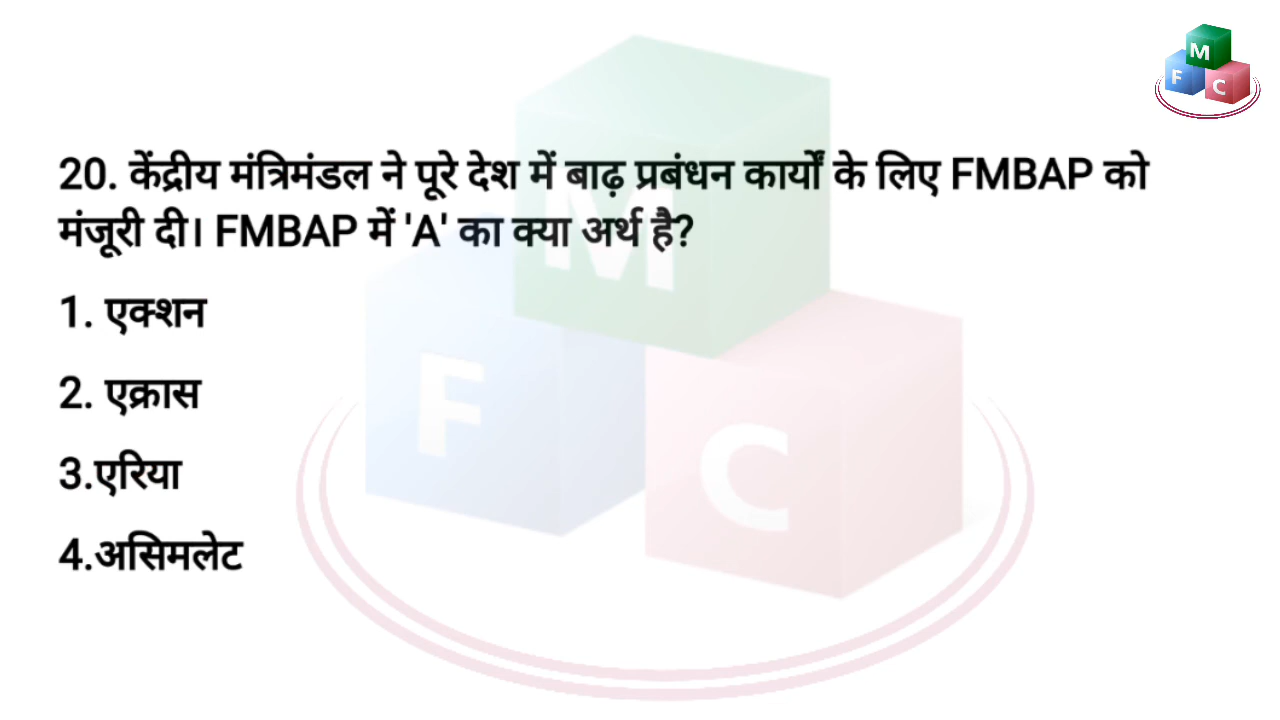 M
F C
20. केंद्रीय मंत्रिमंडल ने पूरे देश में बाढ़ प्रबंधन कार्यों के लिए FMBAP को
मंजूरी दी। FMBAP में 'A' का क्या अर्थ है?
1. एक्शन
2. एक्रास
3.एरिया
4.असिमलेट
M
F
C